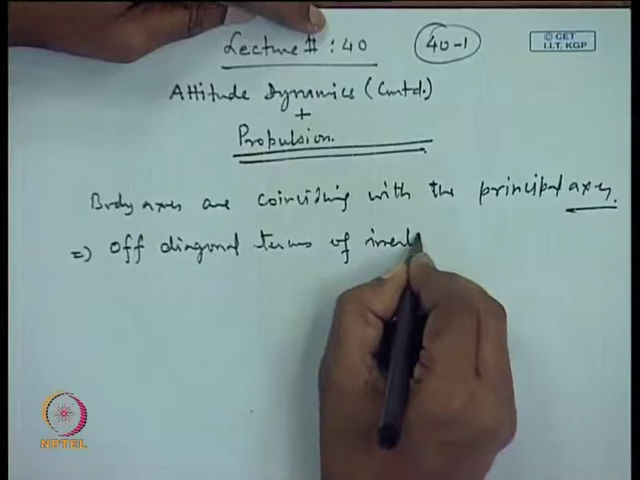 Lecture #: 40
40-1
© CET
I.I.T. KGP
Attitude Dynamics (Contd.)
+
Propulsion.
Body axes are coinciding with the principal axes.
=) Off diagonal terms of inert
NPTEL